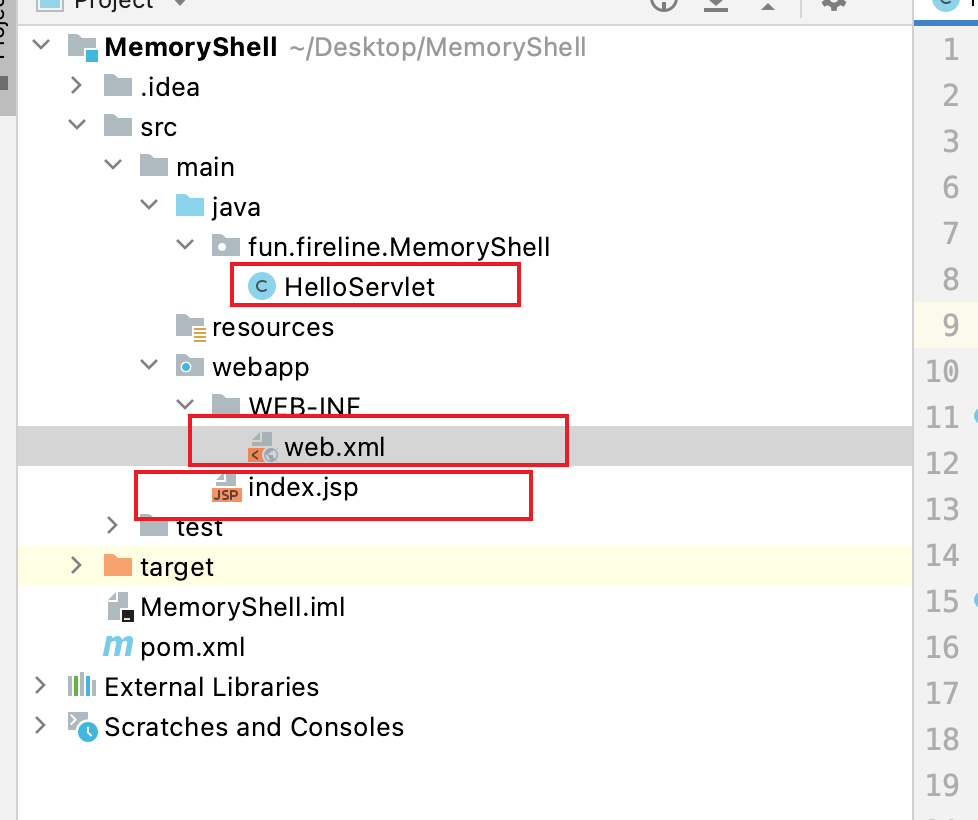 Project
MemoryShell ~/Desktop/MemoryShell
.idea
src
main
java
fun.fireline.MemoryShell
C HelloServlet
resources
webapp
WEB-INF
web.xml
JSP index.jsp
test
target
MemoryShell.iml
m pom.xml
External Libraries
Scratches and Consoles
1
2
3
6
7
8
9
10
11
12
13
14
15
16
17
18
19